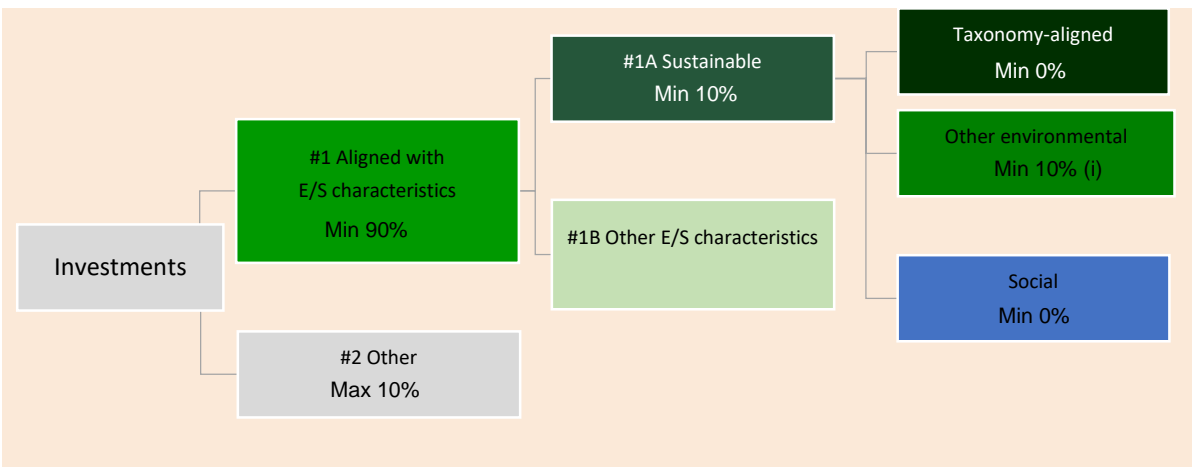 Investments
#1 Aligned with
E/S characteristics
Min 90%
#2 Other
Max 10%
#1A Sustainable
Min 10%
#1B Other E/S characteristics
Taxonomy-aligned
Min 0%
Other environmental
Min 10% (i)
Social
Min 0%